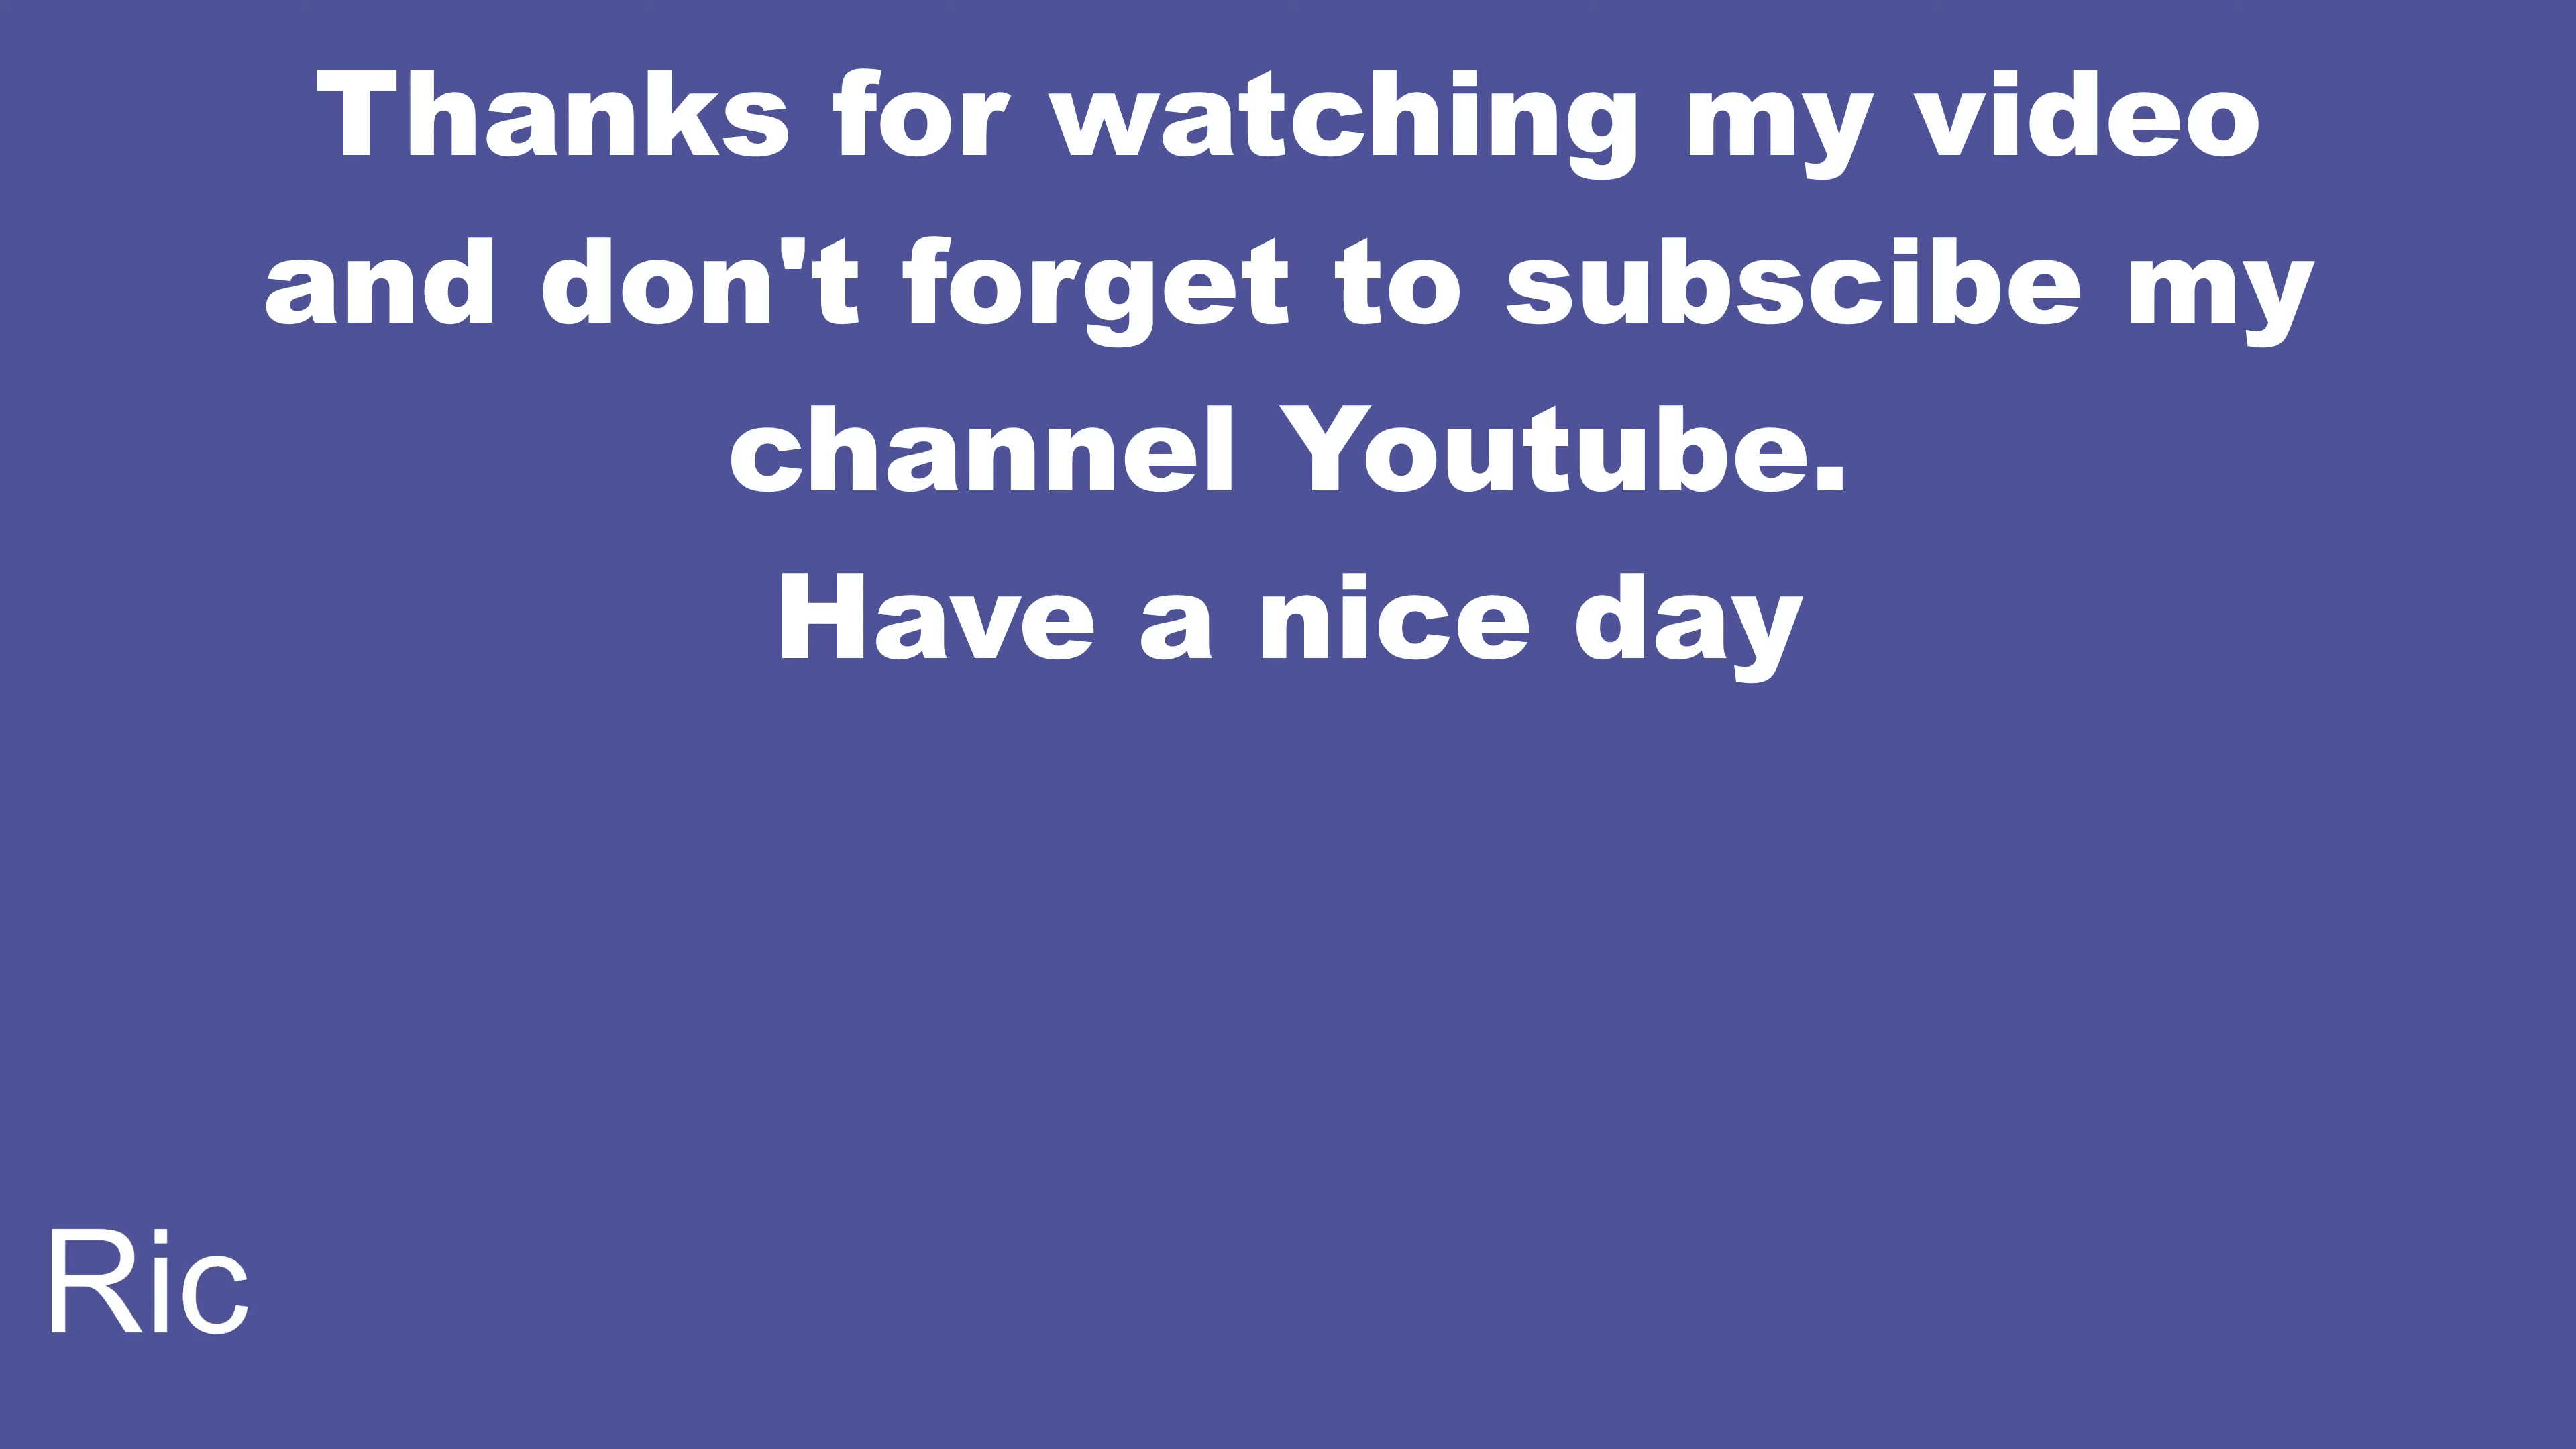 Thanks for watching my video
and don't forget to subscibe my
channel Youtube.
Have a nice day
Ric